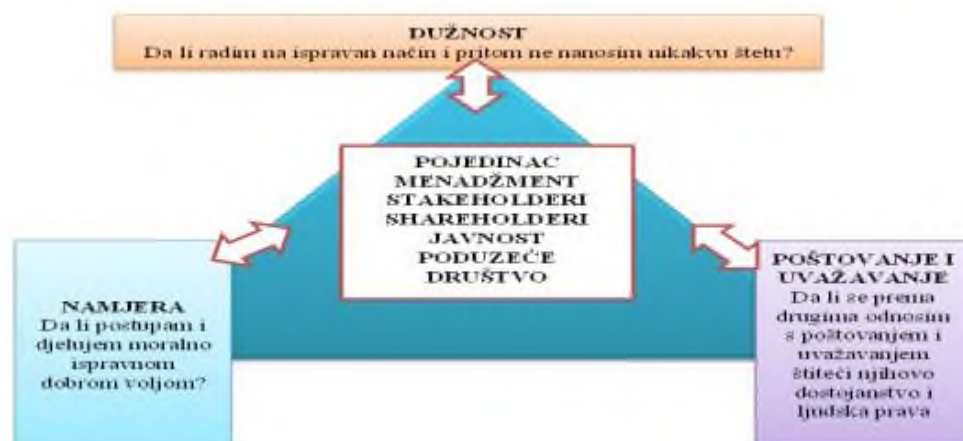 DUŽNOST
Da li radim na ispravan način i pritom ne nanosim nikakvu štetu?
POJEDINAC
MENADŽMENT
STAKEHOLDERI
SHAREHOLDERI
JAVNOST
PODUZEĆE
DRUŠTVO
NAMJERA
Da li postupam i
djelujem moralno
ispravnom
dobrom voljom?
POŠTOVANJE I
UVAŽAVANJE
Da li se prema
drugima odnosim
s poštovanjem i
uvažavanjem
štiteći njihovo
dostojanstvo i
ljudska prava